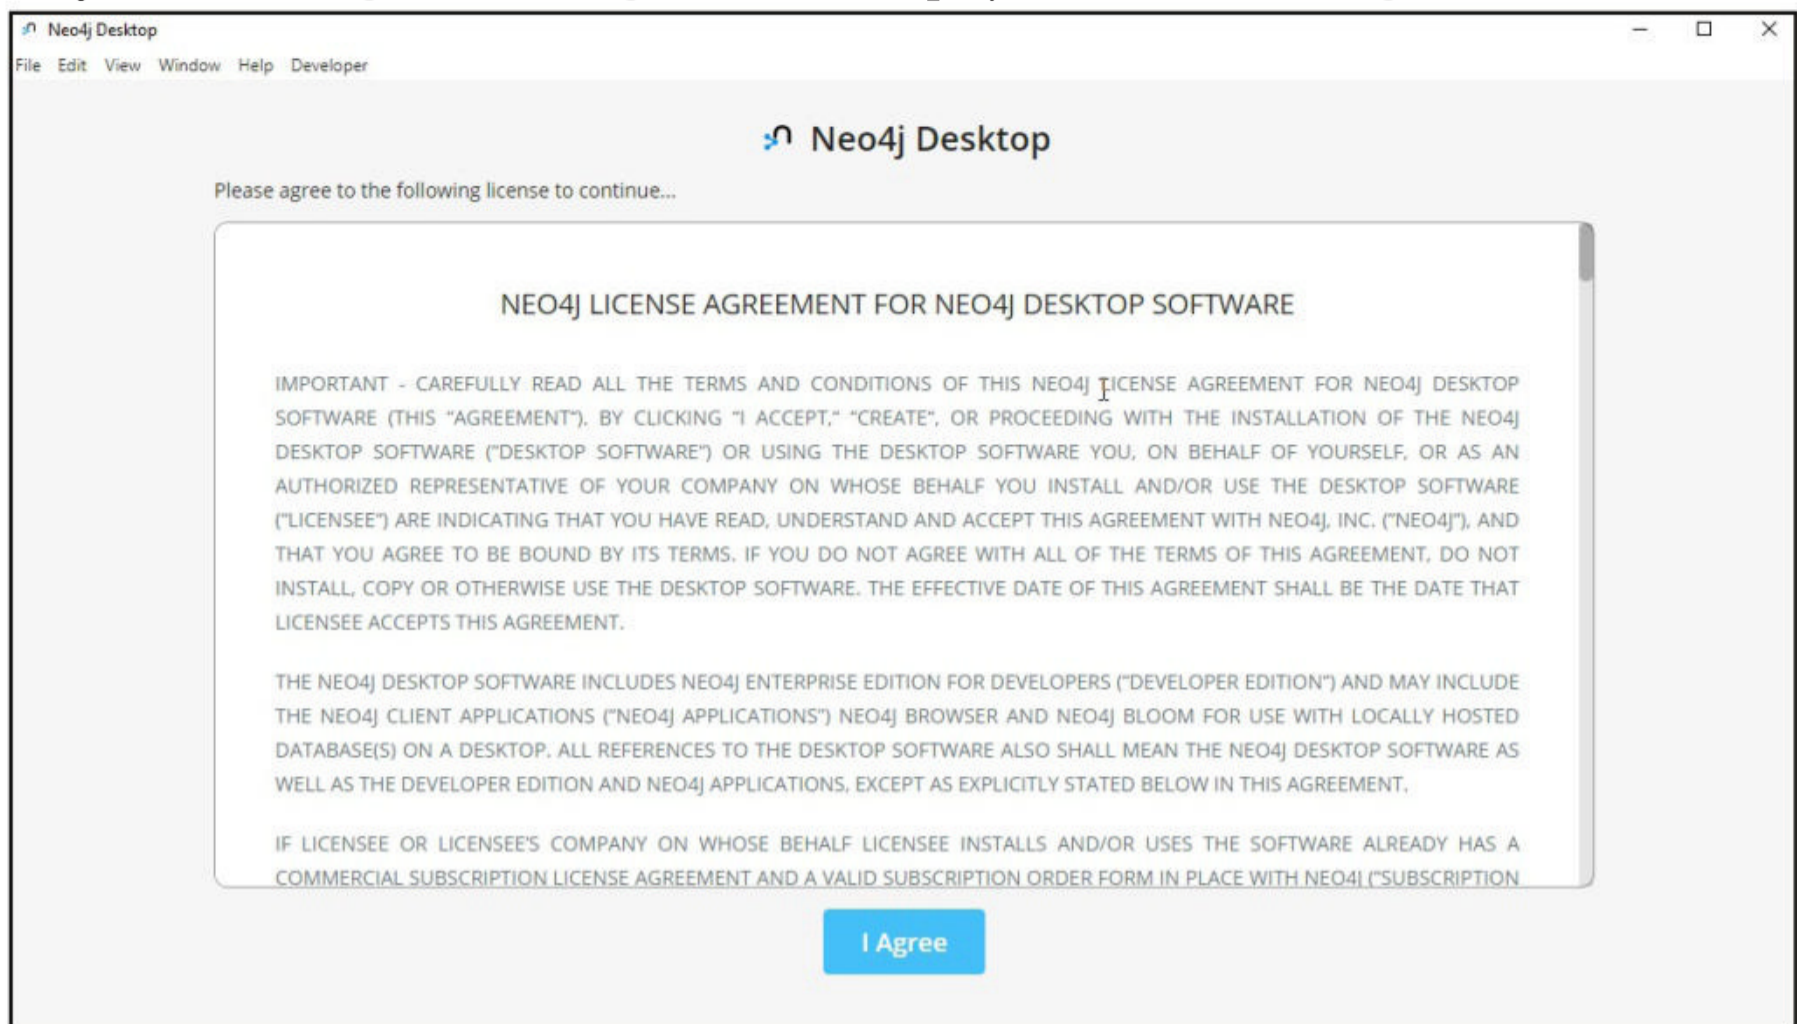 Neo4j Desktop
File Edit View Window Help Developer
Neo4j Desktop
Please agree to the following license to continue...
NEO4J LICENSE AGREEMENT FOR NEO4J DESKTOP SOFTWARE
IMPORTANT - CAREFULLY READ ALL THE TERMS AND CONDITIONS OF THIS NEO4J LICENSE AGREEMENT FOR NEO4J DESKTOP
SOFTWARE (THIS "AGREEMENT"). BY CLICKING "I ACCEPT," "CREATE", OR PROCEEDING WITH THE INSTALLATION OF THE NEO4J
DESKTOP SOFTWARE ("DESKTOP SOFTWARE") OR USING THE DESKTOP SOFTWARE YOU, ON BEHALF OF YOURSELF, OR AS AN
AUTHORIZED REPRESENTATIVE OF YOUR COMPANY ON WHOSE BEHALF YOU INSTALL AND/OR USE THE DESKTOP SOFTWARE
("LICENSEE") ARE INDICATING THAT YOU HAVE READ, UNDERSTAND AND ACCEPT THIS AGREEMENT WITH NEO4J, INC. ("NEO4J"), AND
THAT YOU AGREE TO BE BOUND BY ITS TERMS. IF YOU DO NOT AGREE WITH ALL OF THE TERMS OF THIS AGREEMENT, DO NOT
INSTALL, COPY OR OTHERWISE USE THE DESKTOP SOFTWARE. THE EFFECTIVE DATE OF THIS AGREEMENT SHALL BE THE DATE THAT
LICENSEE ACCEPTS THIS AGREEMENT.
THE NEO4J DESKTOP SOFTWARE INCLUDES NEO4J ENTERPRISE EDITION FOR DEVELOPERS ("DEVELOPER EDITION") AND MAY INCLUDE
THE NEO4J CLIENT APPLICATIONS ("NEO4J APPLICATIONS") NEO4J BROWSER AND NEO4J BLOOM FOR USE WITH LOCALLY HOSTED
DATABASE(S) ON A DESKTOP. ALL REFERENCES TO THE DESKTOP SOFTWARE ALSO SHALL MEAN THE NEO4J DESKTOP SOFTWARE AS
WELL AS THE DEVELOPER EDITION AND NEO4J APPLICATIONS, EXCEPT AS EXPLICITLY STATED BELOW IN THIS AGREEMENT.
IF LICENSEE OR LICENSEE'S COMPANY ON WHOSE BEHALF LICENSEE INSTALLS AND/OR USES THE SOFTWARE ALREADY HAS A
COMMERCIAL SUBSCRIPTION LICENSE AGREEMENT AND A VALID SUBSCRIPTION ORDER FORM IN PLACE WITH NEO4J ("SUBSCRIPTION
I Agree